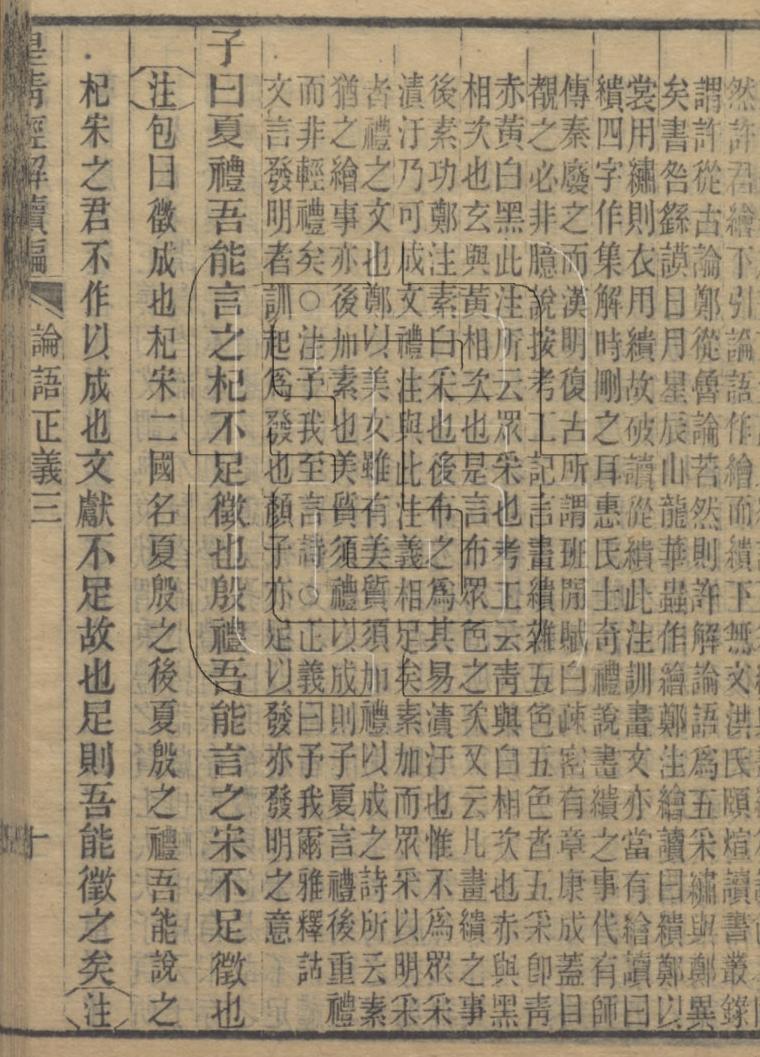 然許君繪下引論語作繪而繢下無文洪氏頤煊讀書叢錄
謂許從古論鄭從魯論若然則許解論語爲五采繡與鄭異
矣書咎繇謨日月星辰山龍華蟲作繪鄭注繪讀曰繢鄭以
裳用繡則衣用繢故破讀從繢此注訓畫文亦當有繪讀曰
繢四字作集解時刪之耳惠氏士奇禮說畫繢之事代有師
傳秦廢之而漢明復古所謂班閒賦白疎密有章康成蓋目
覩之必非臆說按考工記言畫繢雜五色五色者五采卽靑
赤黃白黑此注所云眾采也考工云靑與白相次也赤與黑
相次也玄與黃相次也是言布眾色之次又云凡畫繢之事
後素功鄭注素白采也後布之爲其易漬汙也惟不爲眾采
漬汙乃可成文禮注與此注義相足矣素加而眾采以明采
者禮之文也鄭以美女雖有美質須加禮以成之詩所云素
猶之繪事亦後加素也美質須禮以成則子夏言禮後重禮
而非輕禮矣○注予我至言詩○正義曰予我爾雅釋詁
文言發明者訓起爲發也顏子亦足以發亦發明之意
子曰夏禮吾能言之杞不足徵也殷禮吾能言之宋不足徵也
注包曰徵成也杞宋二國名夏殷之後夏殷之禮吾能說之
杞宋之君不作以成也文獻不足故也足則吾能徵之矣注
皇淸經解續編 論語正義三 十